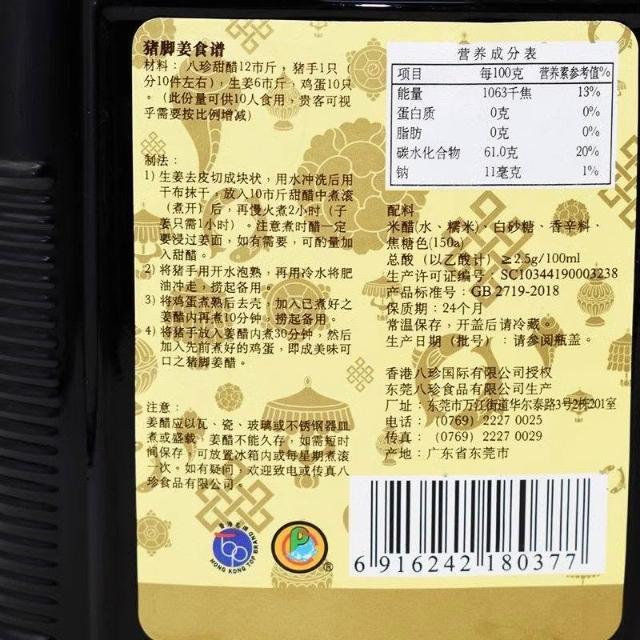 猪脚姜食谱
材料：八珍甜醋12市斤，猪手1只（
分10件左右），生姜6市斤，鸡蛋10只
。（此份量可供10人食用，贵客可视
乎需要按比例增减）
制法：
1）生姜去皮切成块状，用水冲洗后用
干布抹干，放入10市斤甜醋中煮滚
（煮开）后，再慢火煮2小时（子
姜只需1小时）。注意煮时醋一定
要浸过姜面，如有需要，可酌量加
入甜醋。
2）将猪手用开水泡熟，再用冷水将肥
油冲走，捞起备用。
3）将鸡蛋煮熟后去壳，加入已煮好之
姜醋内再煮10分钟，捞起备用。
4）将猪手放入姜醋内煮30分钟，然后
加入先前煮好的鸡蛋，即成美味可
口之猪脚姜醋。
注意：
姜醋应以瓦、瓷、玻璃或不锈钢器皿
煮或盛载，姜醋不能久存，如需短时
间保存，可放置冰箱内或每星期煮滚
一次。如有疑问，欢迎致电或传真八
珍食品有限公司。
香港名牌
HONG KONG TOP BRAND
P
®
营养成分表
项目 每100克 营养素参考值%
能量 1063千焦 13%
蛋白质 0克 0%
脂肪 0克 0%
碳水化合物 61.0克 20%
钠 11毫克 1%
配料
米醋(水、糯米)、白砂糖、香辛料、
焦糖色(150a)
总酸（以乙酸计）≥2.5g/100ml
生产许可证编号：SC10344190003238
产品标准号：GB 2719-2018
保质期：24个月
常温保存，开盖后请冷藏
生产日期（批号）：请参阅瓶盖。
香港八珍国际有限公司授权
东莞八珍食品有限公司生产
厂址：东莞市万江街道华尔泰路3号2栋201室
电话：（0769）2227 0025
传真：（0769）2227 0029
产地：广东省东莞市
6 916242 180377